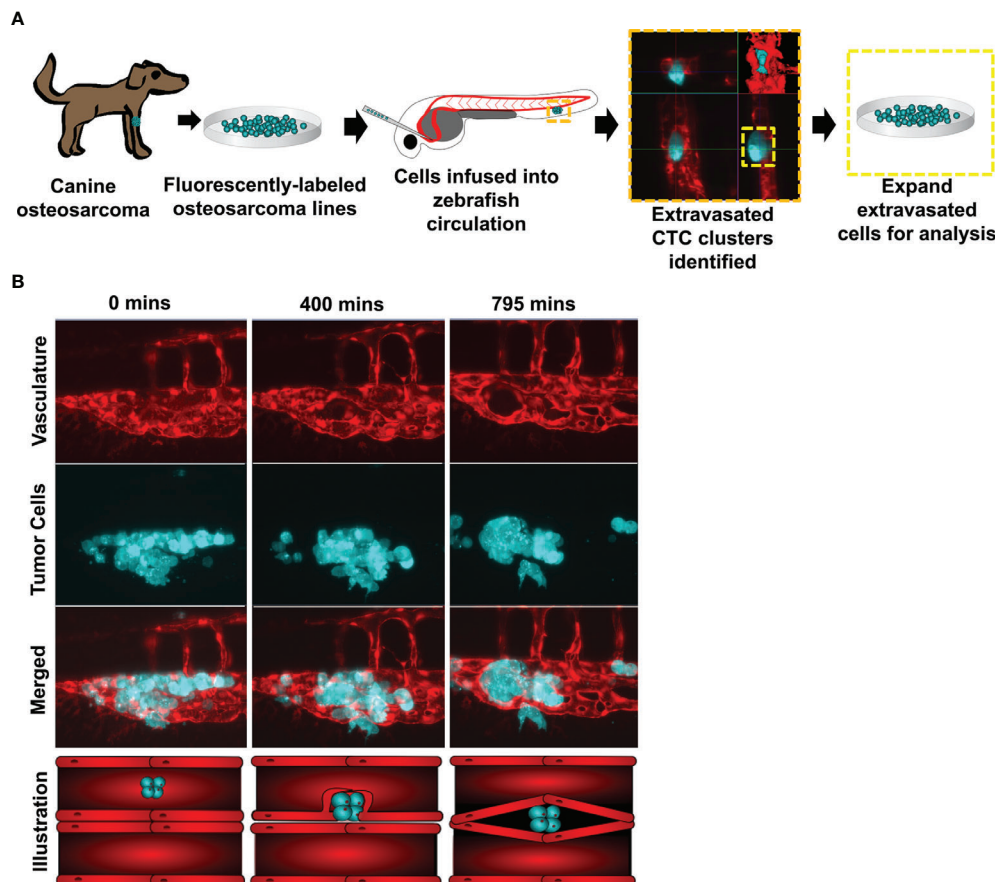 A
Canine
osteosarcoma
Fluorescently-labeled
osteosarcoma lines
Cells infused into
zebrafish
circulation
Extravasated
CTC clusters
identified
Expand
extravasated
cells for analysis
B
0 mins
400 mins
795 mins
Vasculature
Tumor Cells
Merged
Illustration